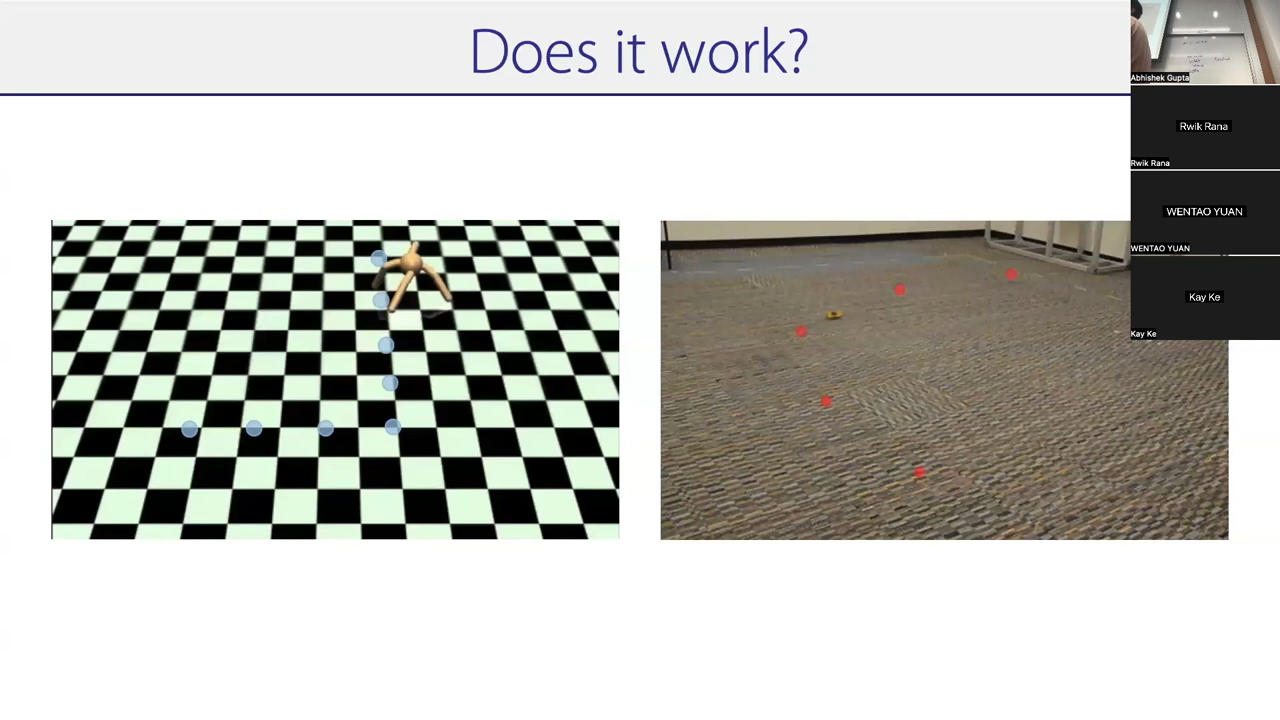 Does it work?
Abhishek Gupta
Rwik Rana
Rwik Rana
WENTAO YUAN
WENTAO YUAN
Kay Ke
Kay Ke